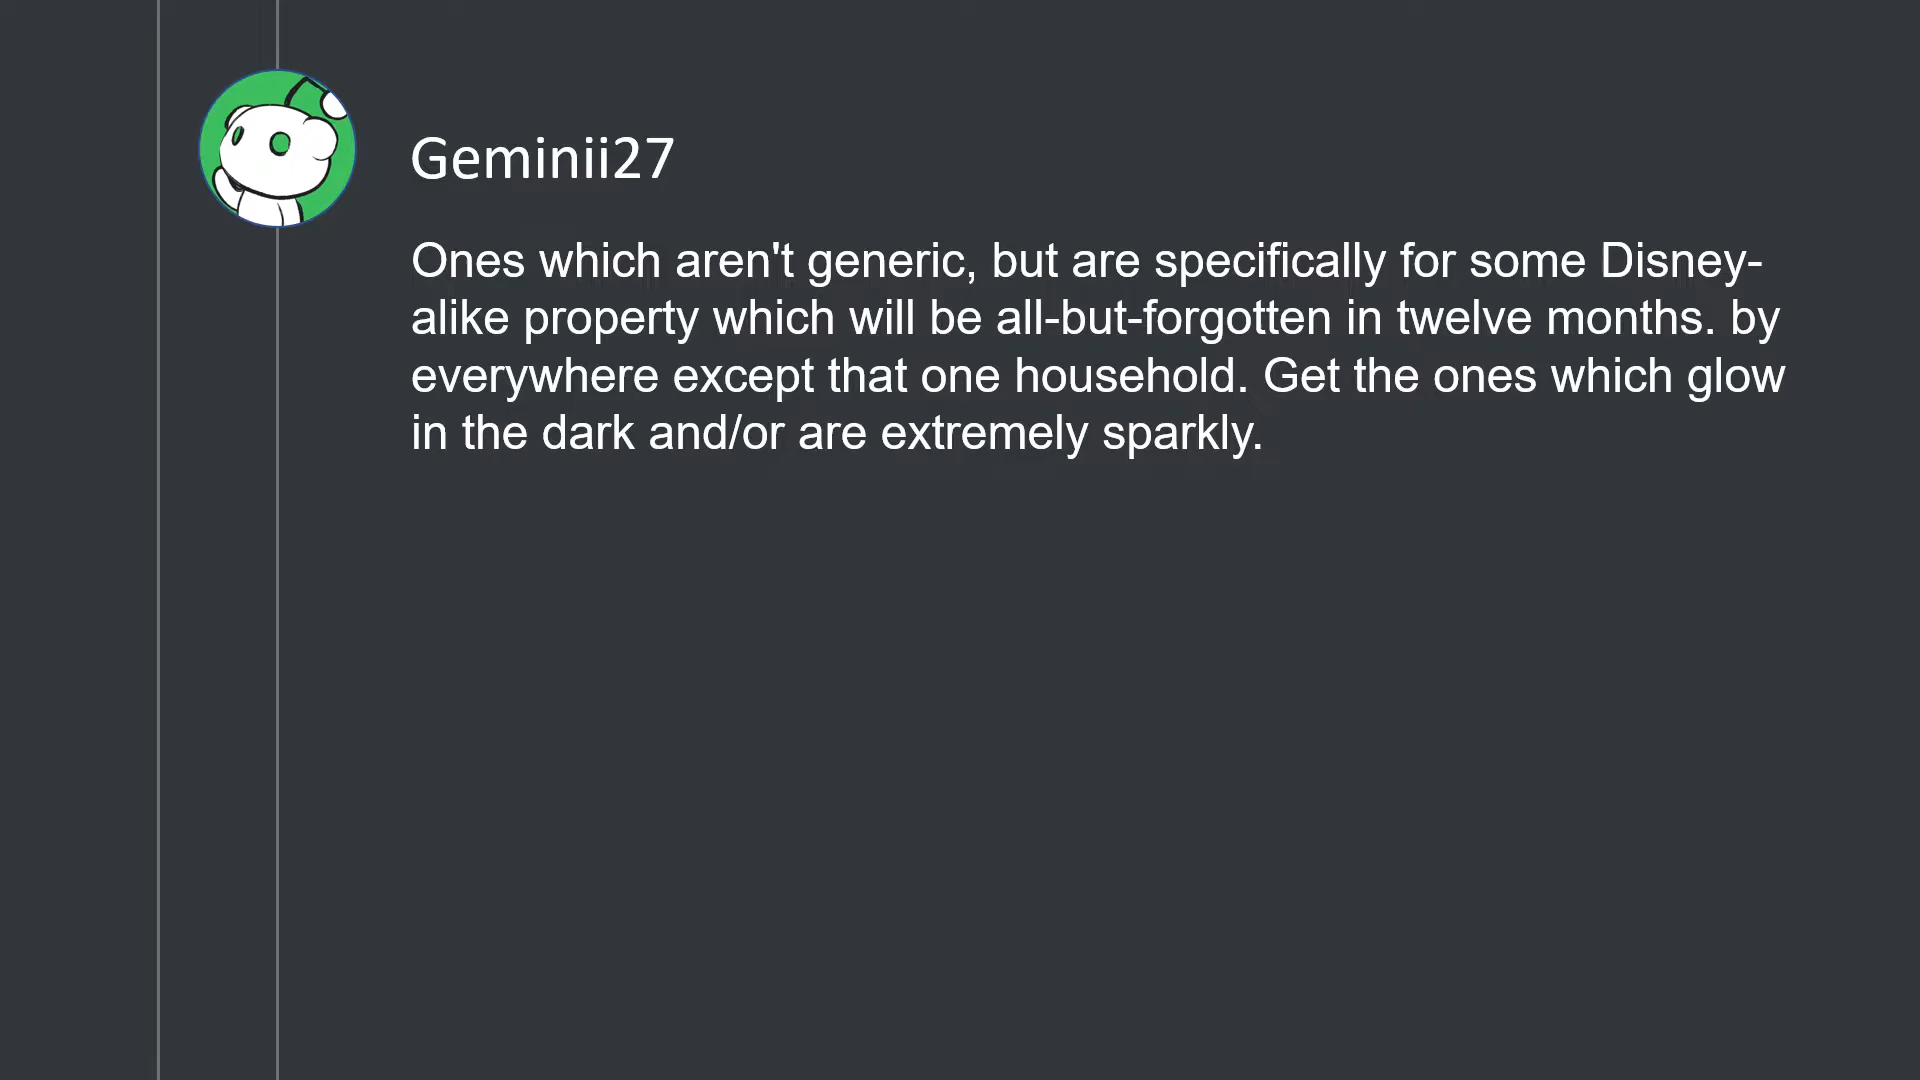 Geminii27
Ones which aren't generic, but are specifically for some Disney-
alike property which will be all-but-forgotten in twelve months. by
everywhere except that one household. Get the ones which glow
in the dark and/or are extremely sparkly.